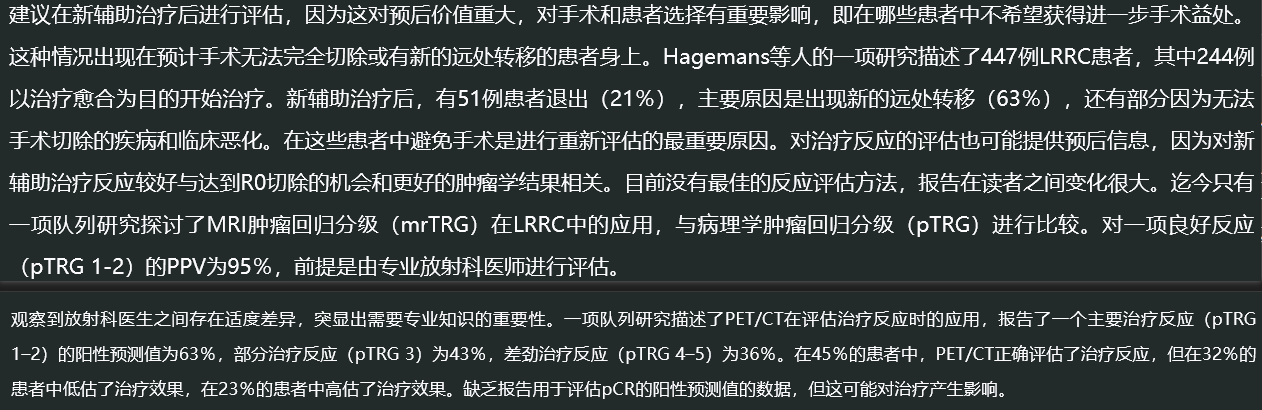 建议在新辅助治疗后进行评估，因为这对预后价值重大，对手术和患者选择有重要影响，即在哪些患者中不希望获得进一步手术益处。
这种情况出现在预计手术无法完全切除或有新的远处转移的患者身上。Hagemans等人的一项研究描述了447例LRRC患者，其中244例
以治疗愈合为目的开始治疗。新辅助治疗后，有51例患者退出（21%），主要原因是出现新的远处转移（63%），还有部分因为无法
手术切除的疾病和临床恶化。在这些患者中避免手术是进行重新评估的最重要原因。对治疗反应的评估也可能提供预后信息，因为对新
辅助治疗反应较好与达到R0切除的机会和更好的肿瘤学结果相关。目前没有最佳的反应评估方法，报告在读者之间变化很大。迄今只有
一项队列研究探讨了MRI肿瘤回归分级（mrTRG）在LRRC中的应用，与病理学肿瘤回归分级（pTRG）进行比较。对一项良好反应
（pTRG 1-2）的PPV为95%，前提是由专业放射科医师进行评估。
观察到放射科医生之间存在适度差异，突显出需要专业知识的重要性。一项队列研究描述了PET/CT在评估治疗反应时的应用，报告了一个主要治疗反应（pTRG
1–2）的阳性预测值为63%，部分治疗反应（pTRG 3）为43%，差劲治疗反应（pTRG 4–5）为36%。在45%的患者中，PET/CT正确评估了治疗反应，但在32%的
患者中低估了治疗效果，在23%的患者中高估了治疗效果。缺乏报告用于评估pCR的阳性预测值的数据，但这可能对治疗产生影响。